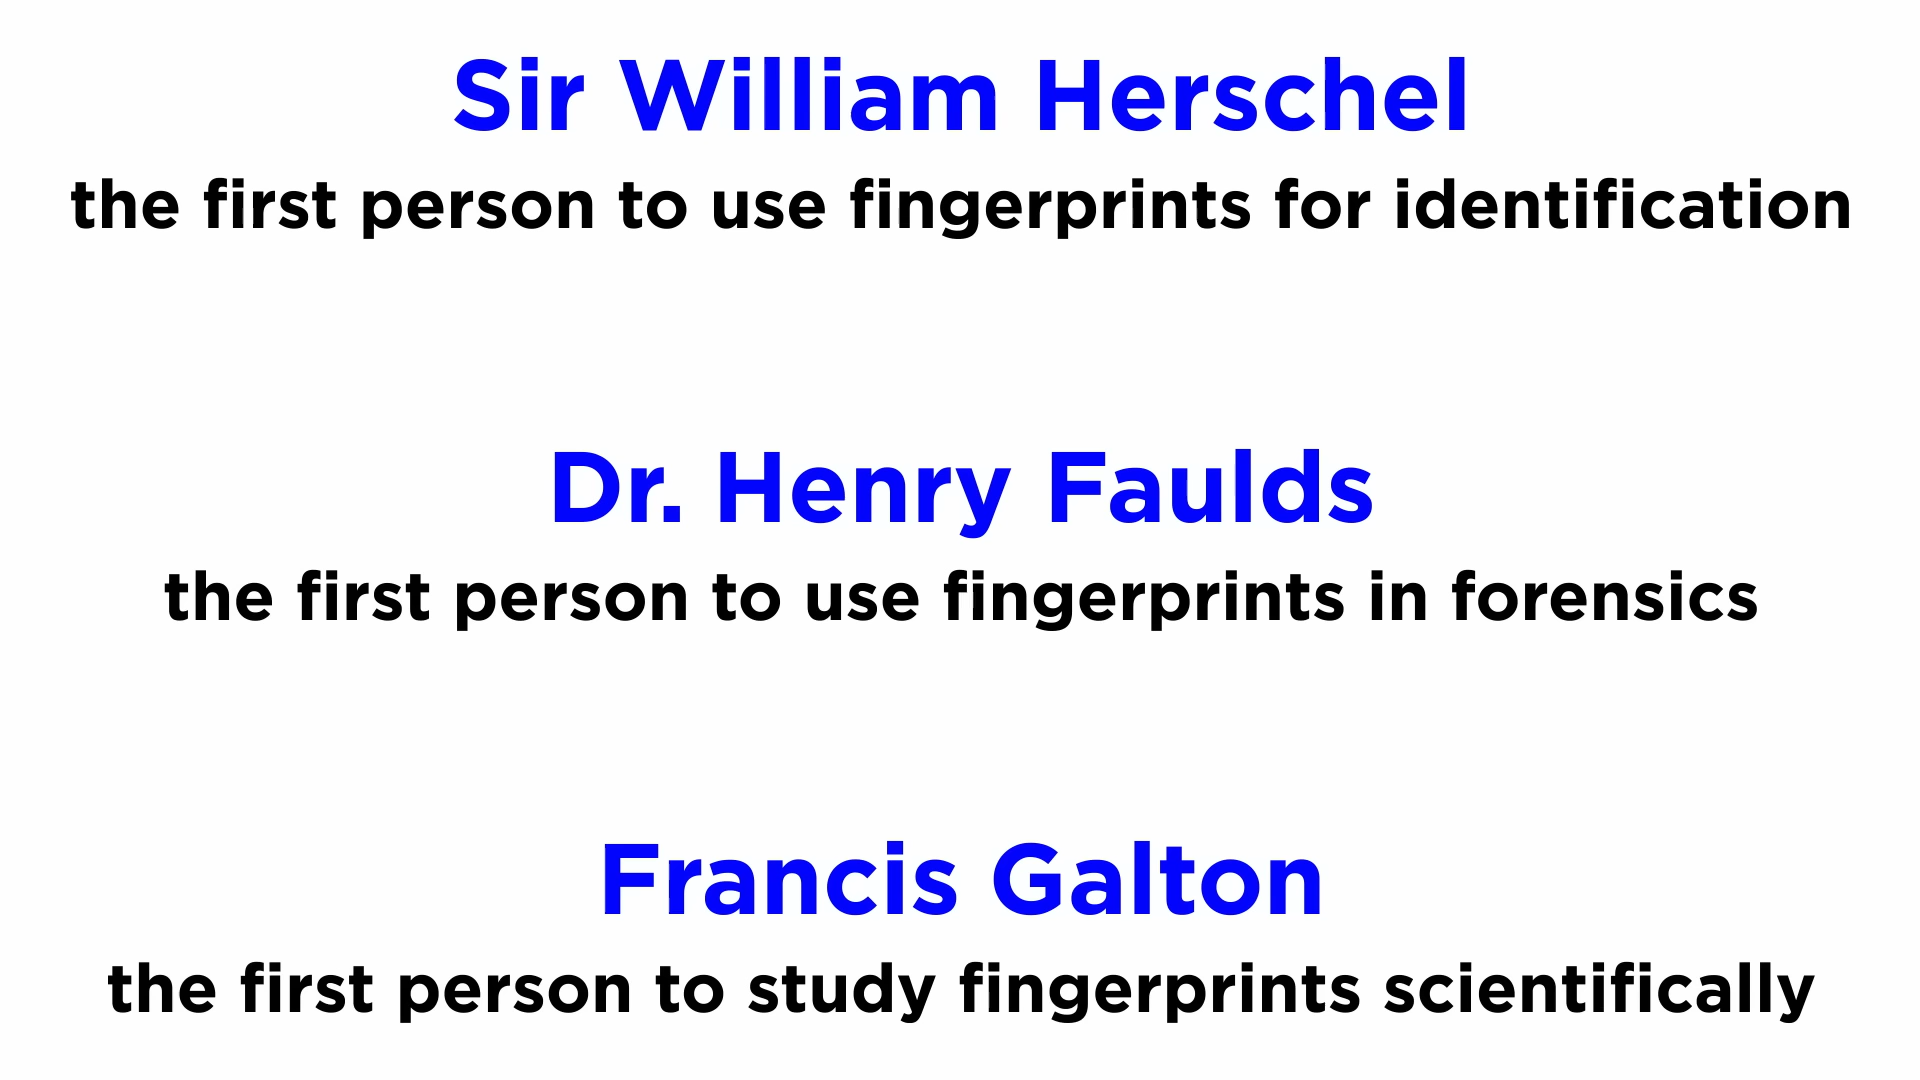 Sir William Herschel
the first person to use fingerprints for identification
Dr. Henry Faulds
the first person to use fingerprints in forensics
Francis Galton
the first person to study fingerprints scientifically